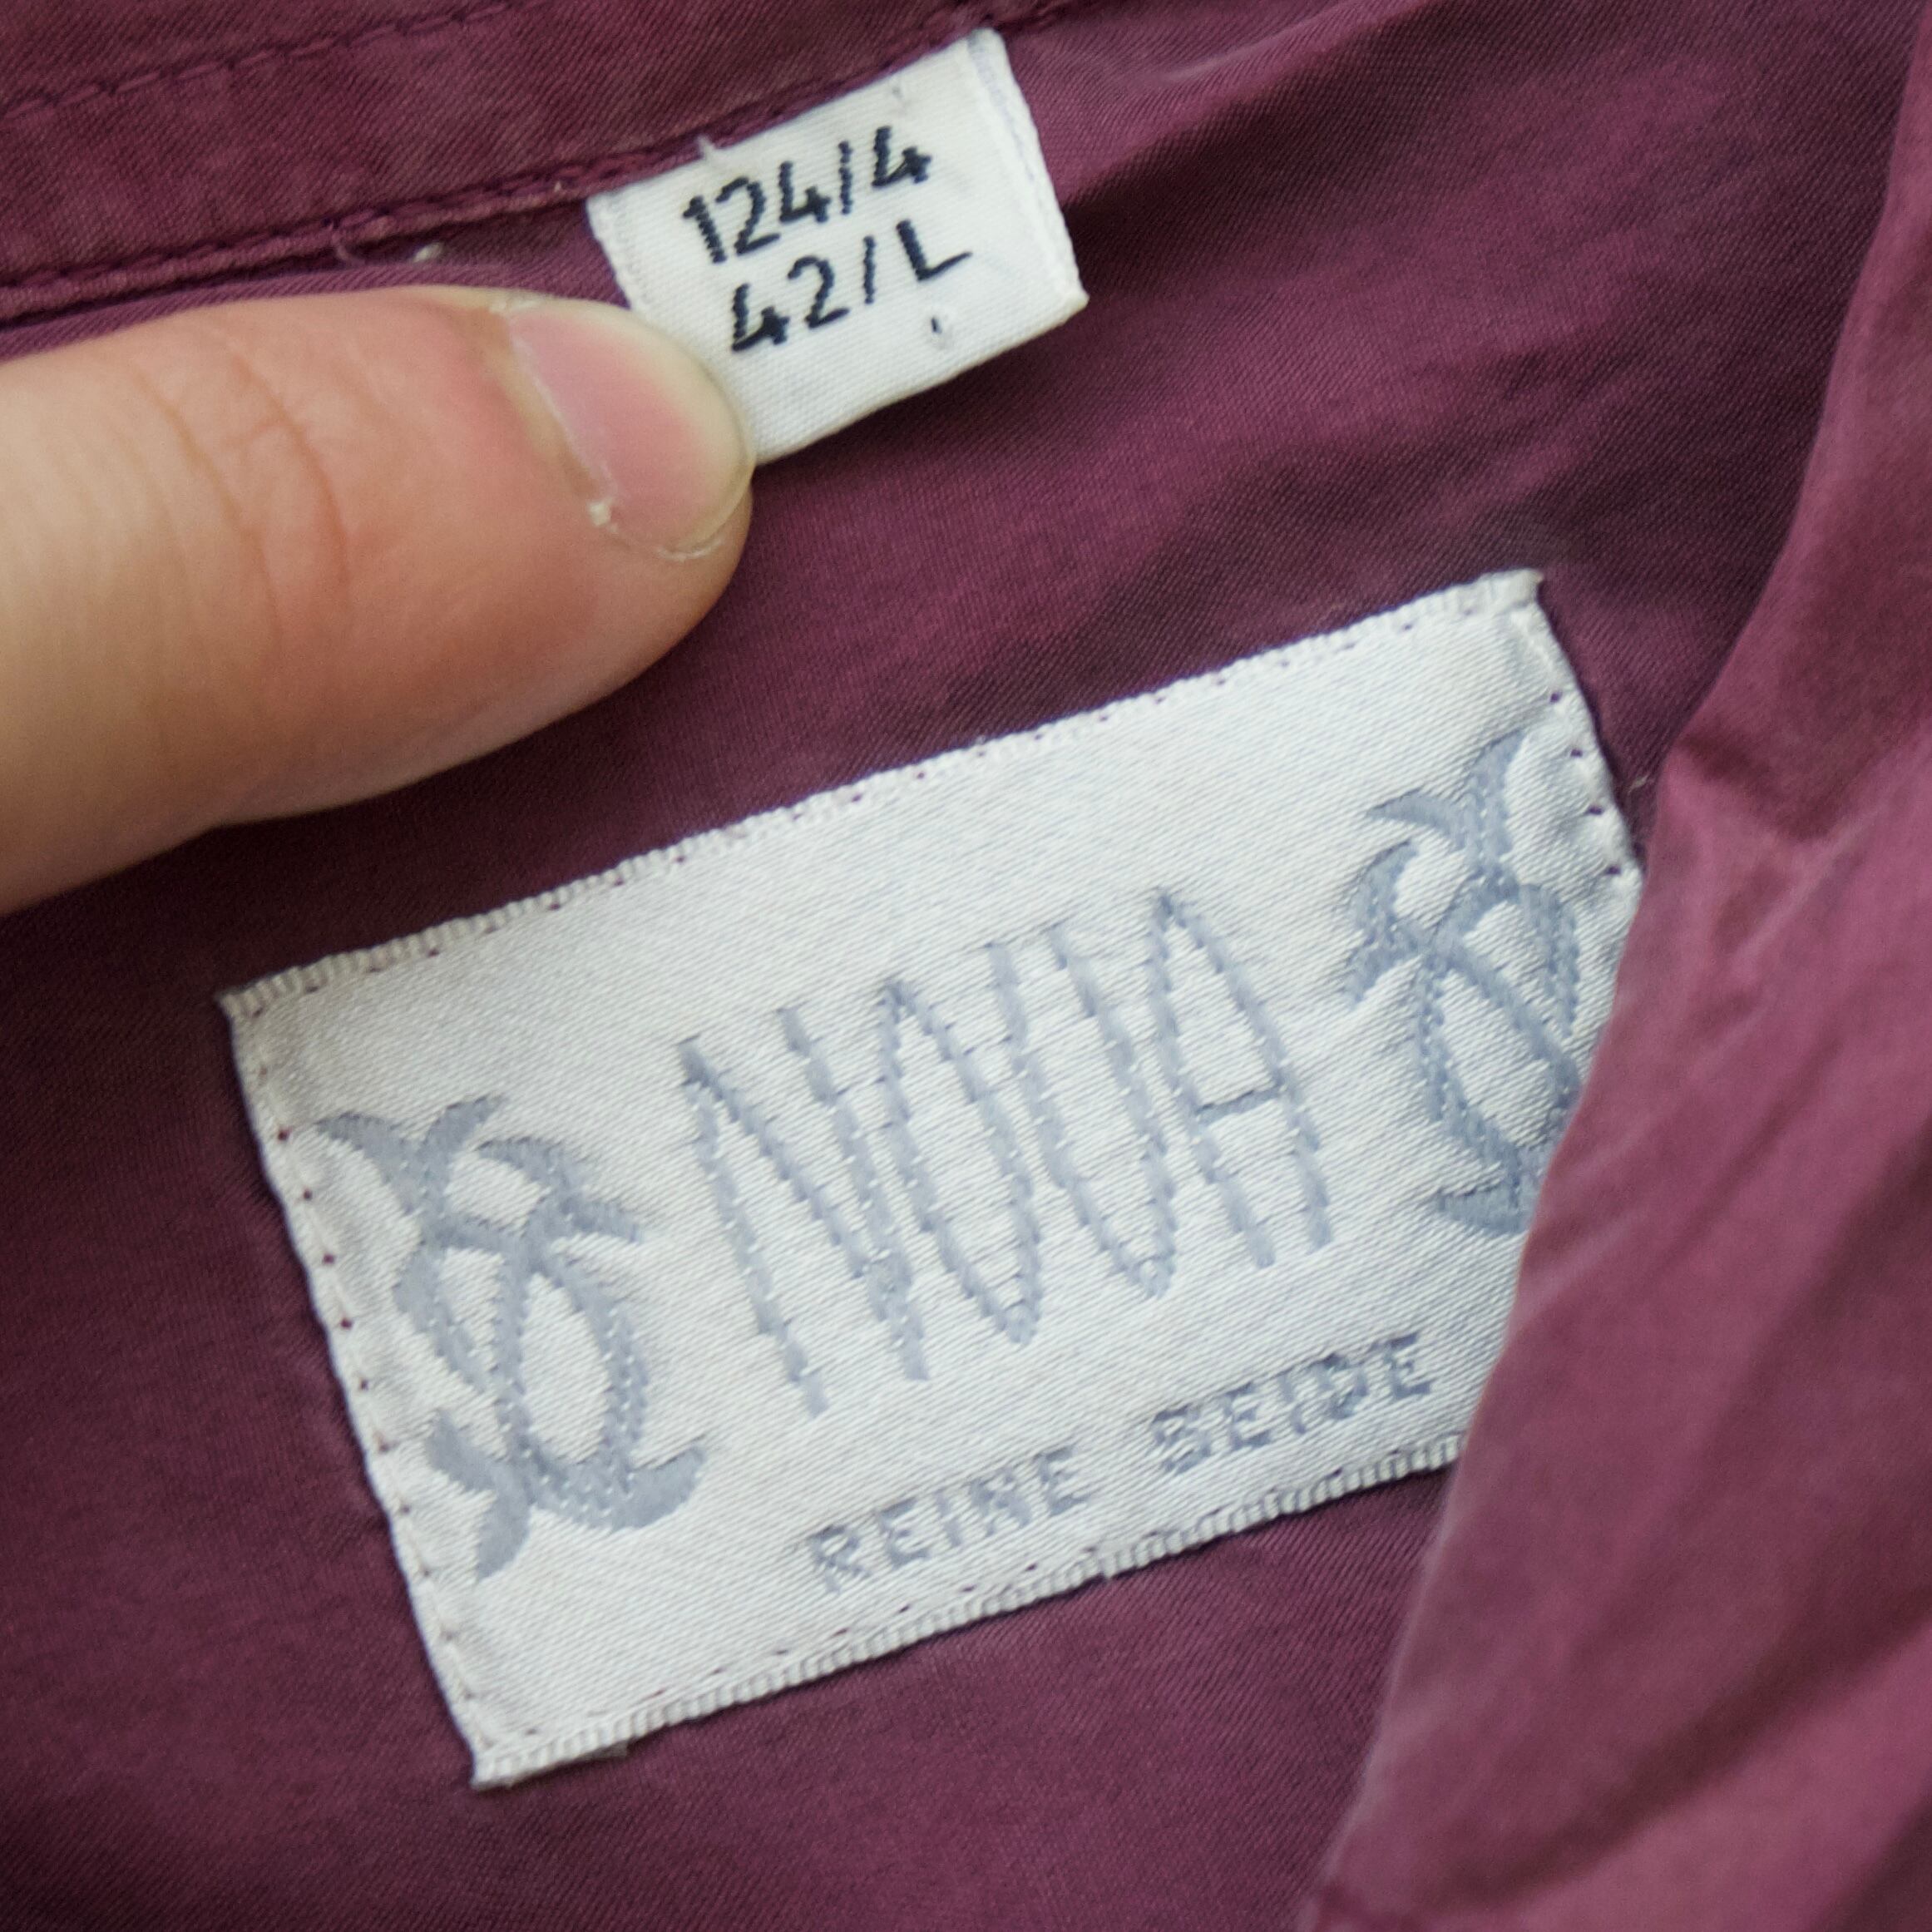 124/4
42/L
NOVA
REINE SEIDE